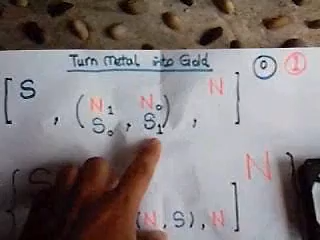 Turn Metal into Gold 0 1
[ S , ( N₁ S₀ , N₀ S₁ ) , N ]
{ S (N, S), N ] N }